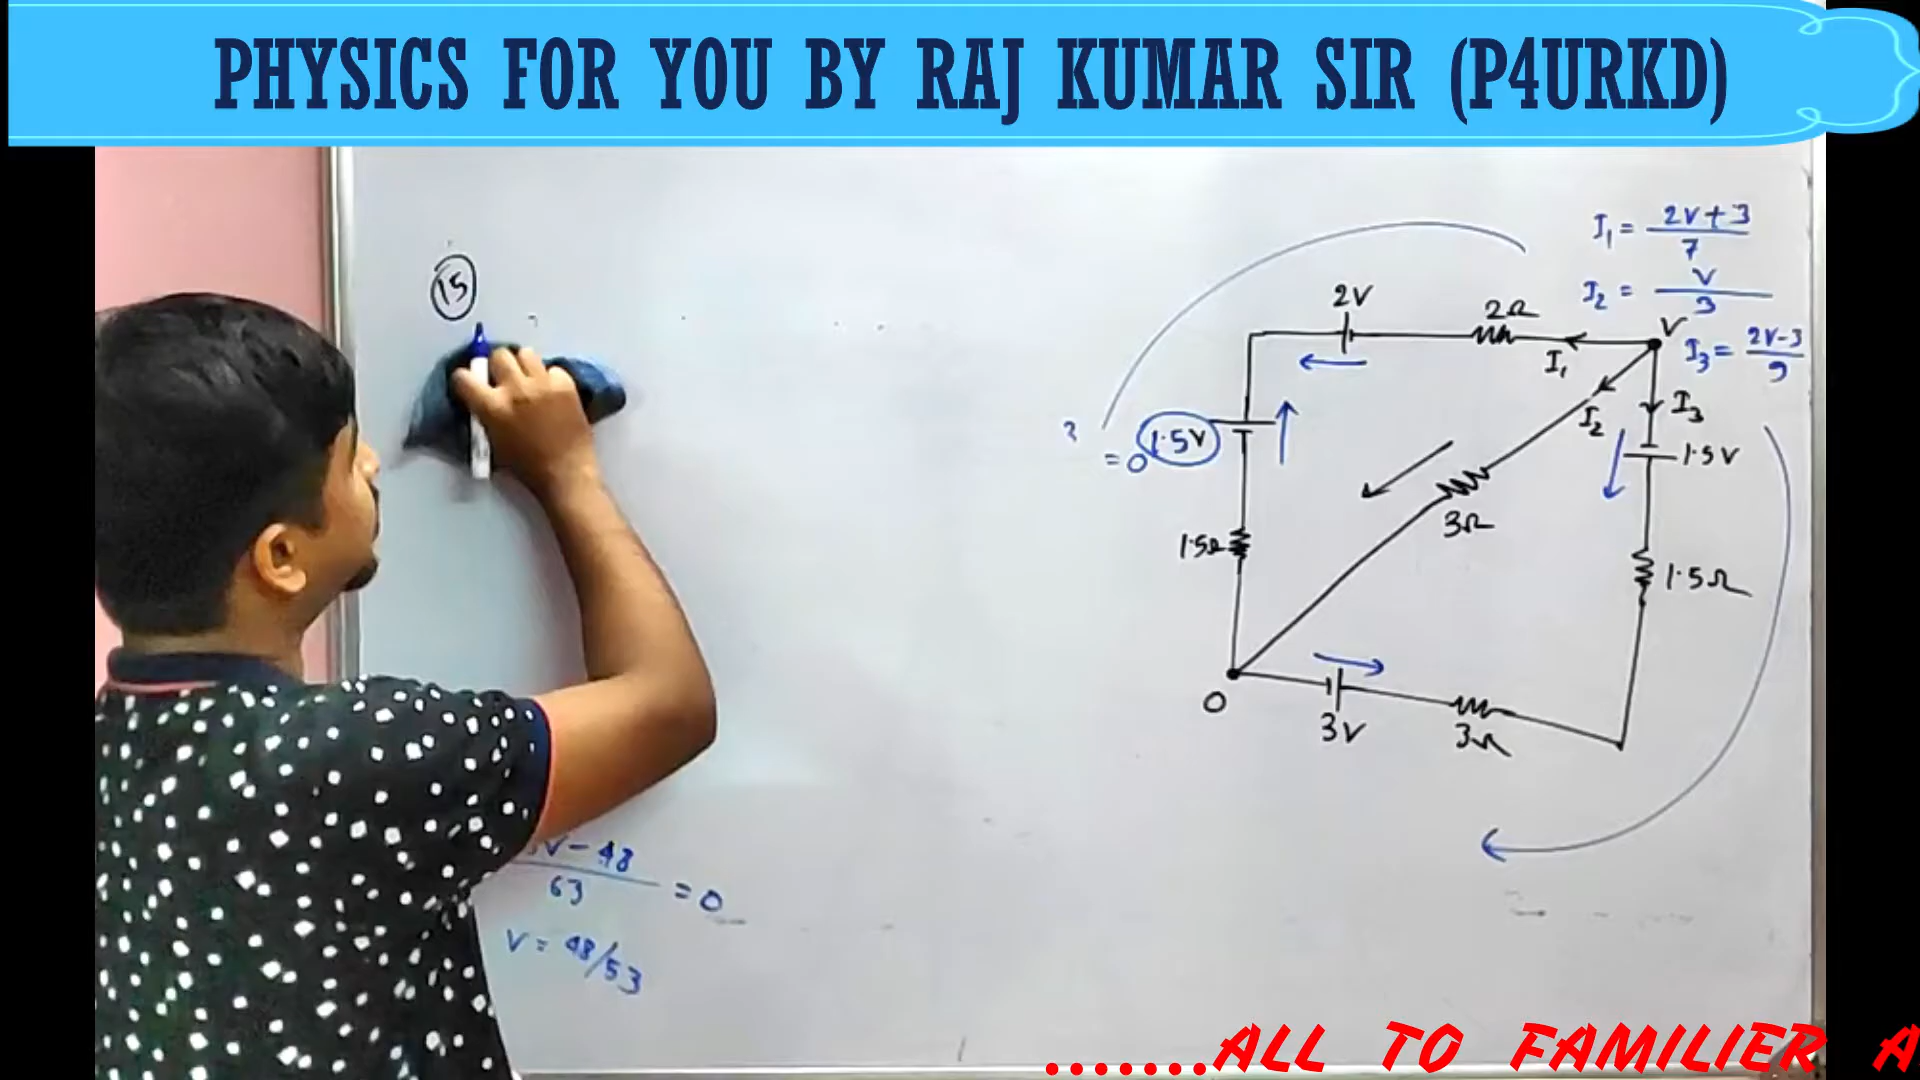 PHYSICS FOR YOU BY RAJ KUMAR SIR (P4URKD)
15
I₁ = 2V+3 / 7
I₂ = V / 3
I₃ = 2V-3 / 9
2V
2Ω
V
I₁
I₂
I₃
= 0
1.5V
1.5V
3Ω
1.5Ω
1.5Ω
O
3V
3Ω
V - 48 / 63 = 0
V = 48/53
.......ALL TO FAMILIER A